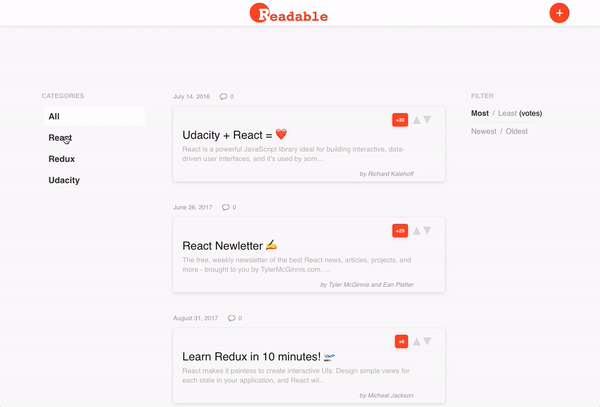 Readable
+
CATEGORIES
All
React
Redux
Udacity
July 14, 2016 0
+30
Udacity + React = ❤️
React is a powerful JavaScript library ideal for building interactive, data-
driven user interfaces, and it's used by som...
by Richard Kalehoff
June 26, 2017 0
+25
React Newletter ✍️
The free, weekly newsletter of the best React news, articles, projects, and
more - brought to you by TylerMcGinnis.com. ...
by Tyler McGinnis and Ean Platter
August 31, 2017 0
+6
Learn Redux in 10 minutes!
React makes it painless to create interactive UIs. Design simple views for
each state in your application, and React wil...
by Micheal Jackson
FILTER
Most / Least (votes)
Newest / Oldest